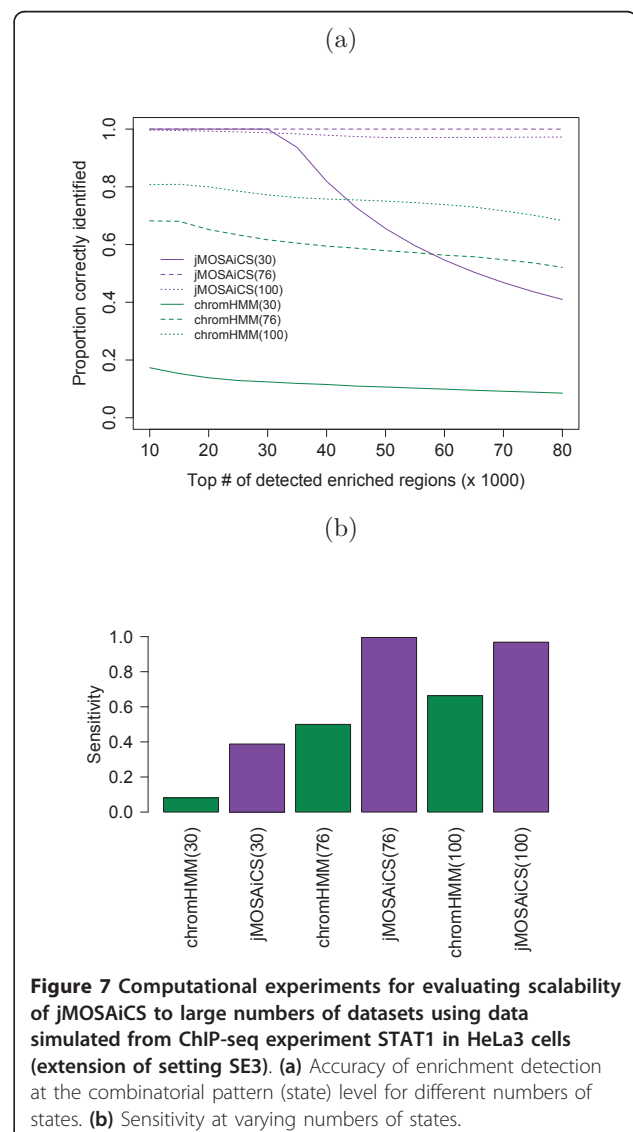 (a)
Proportion correctly identified
1.0
0.8
0.6
0.4
0.2
0.0
jMOSAiCS(30)
jMOSAiCS(76)
jMOSAiCS(100)
chromHMM(30)
chromHMM(76)
chromHMM(100)
10 20 30 40 50 60 70 80
Top # of detected enriched regions (x 1000)
(b)
Sensitivity
1.0
0.8
0.6
0.4
0.2
0.0
chromHMM(30)
jMOSAiCS(30)
chromHMM(76)
jMOSAiCS(76)
chromHMM(100)
jMOSAiCS(100)
Figure 7 Computational experiments for evaluating scalability
of jMOSAiCS to large numbers of datasets using data
simulated from ChIP-seq experiment STAT1 in HeLa3 cells
(extension of setting SE3). (a) Accuracy of enrichment detection
at the combinatorial pattern (state) level for different numbers of
states. (b) Sensitivity at varying numbers of states.